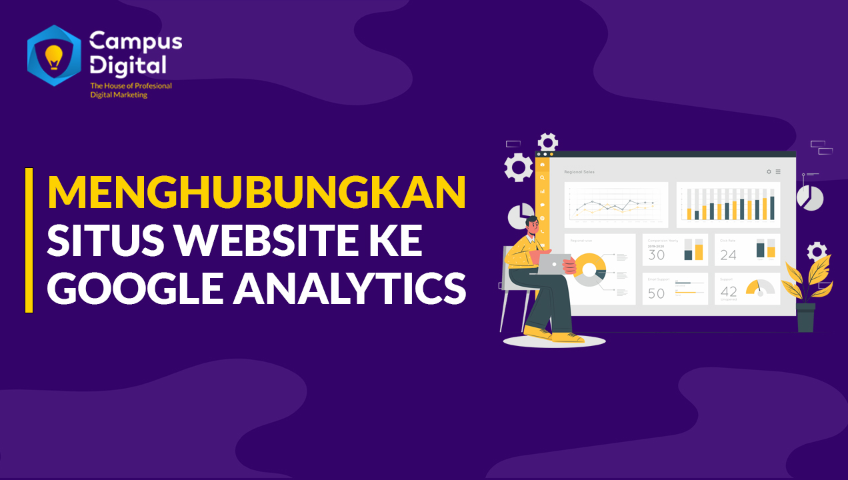 Campus
Digital
The House of Profesional
Digital Marketing
MENGHUBUNGKAN
SITUS WEBSITE KE
GOOGLE ANALYTICS
30
24
50
42